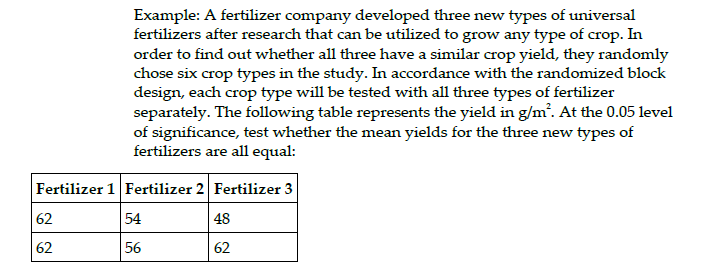 Example: A fertilizer company developed three new types of universal
fertilizers after research that can be utilized to grow any type of crop. In
order to find out whether all three have a similar crop yield, they randomly
chose six crop types in the study. In accordance with the randomized block
design, each crop type will be tested with all three types of fertilizer
separately. The following table represents the yield in g/m². At the 0.05 level
of significance, test whether the mean yields for the three new types of
fertilizers are all equal:
Fertilizer 1 Fertilizer 2 Fertilizer 3
62 54 48
62 56 62